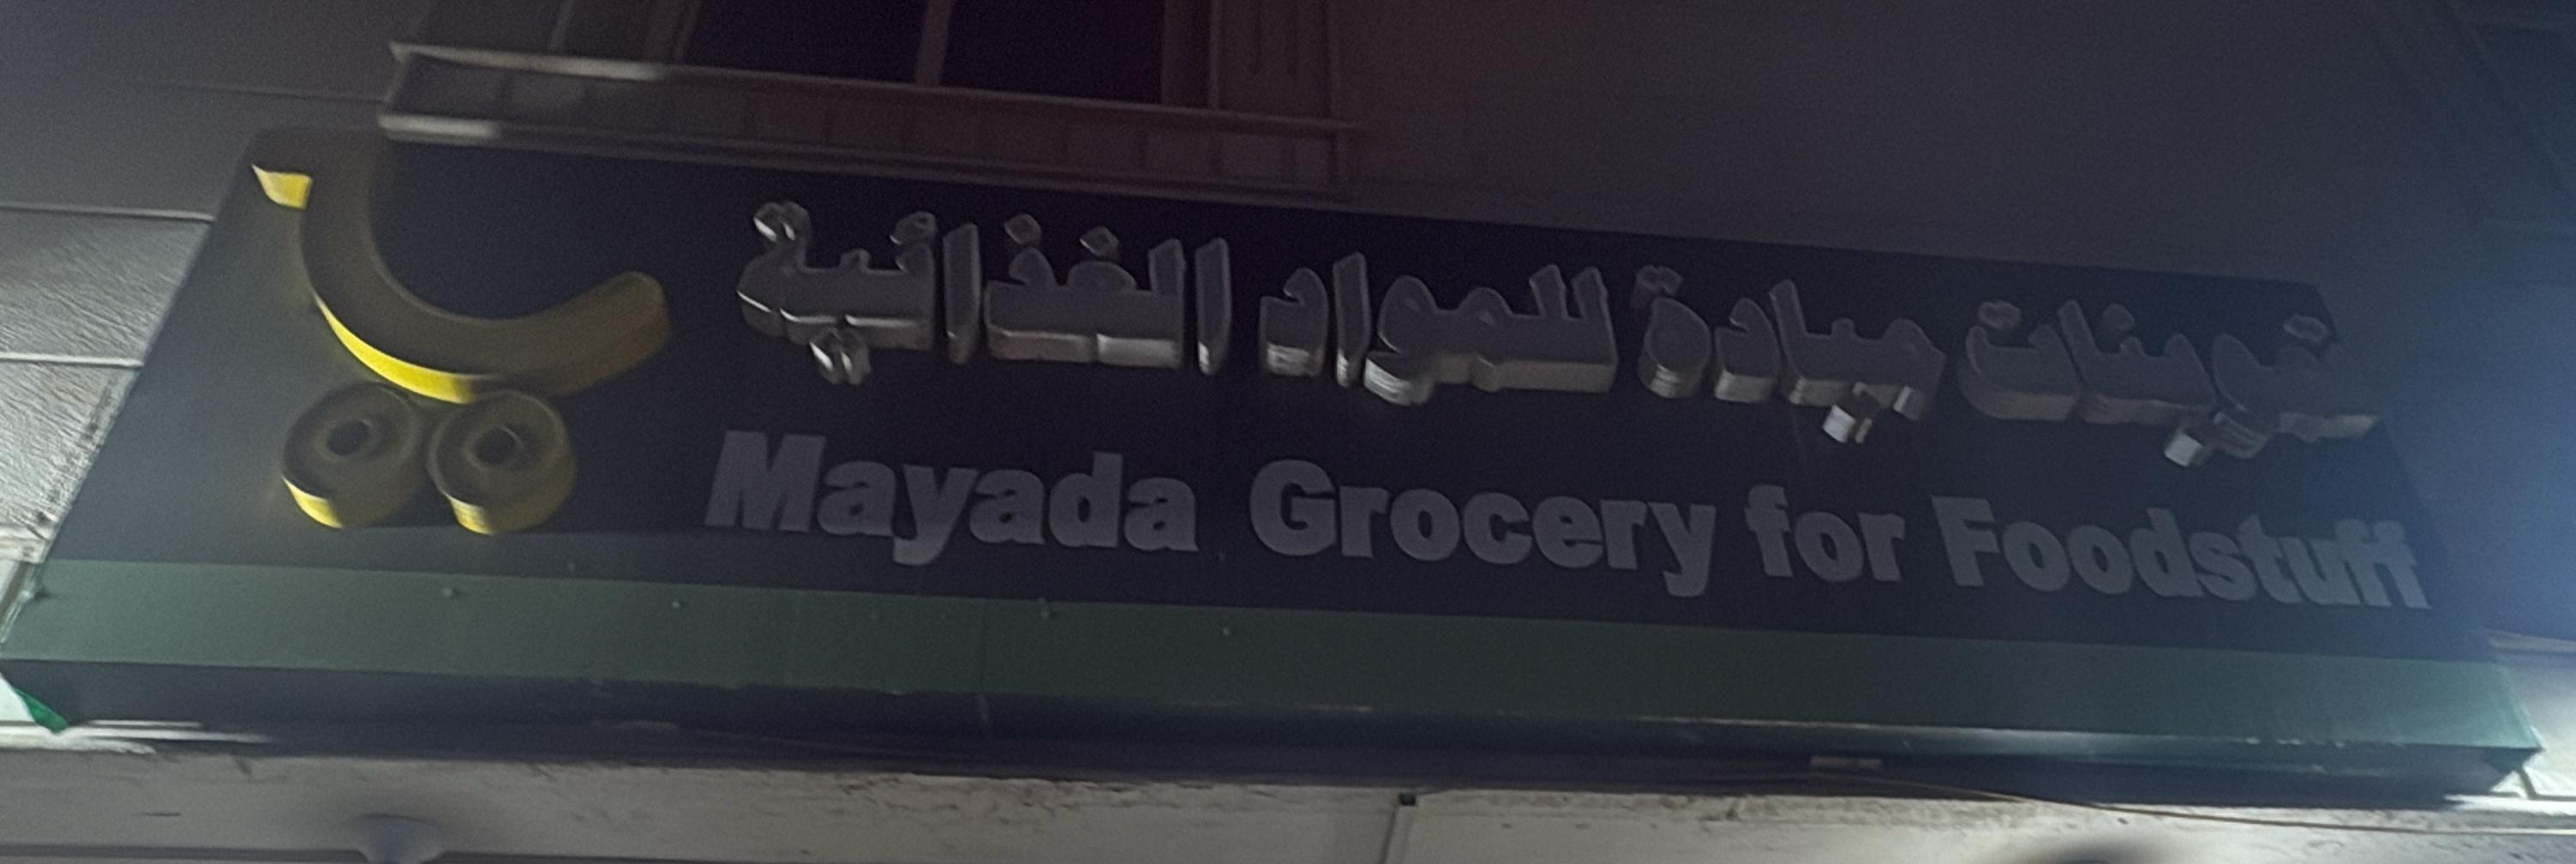 تموينات ميادة للمواد الغذائية
Mayada Grocery for Foodstuff